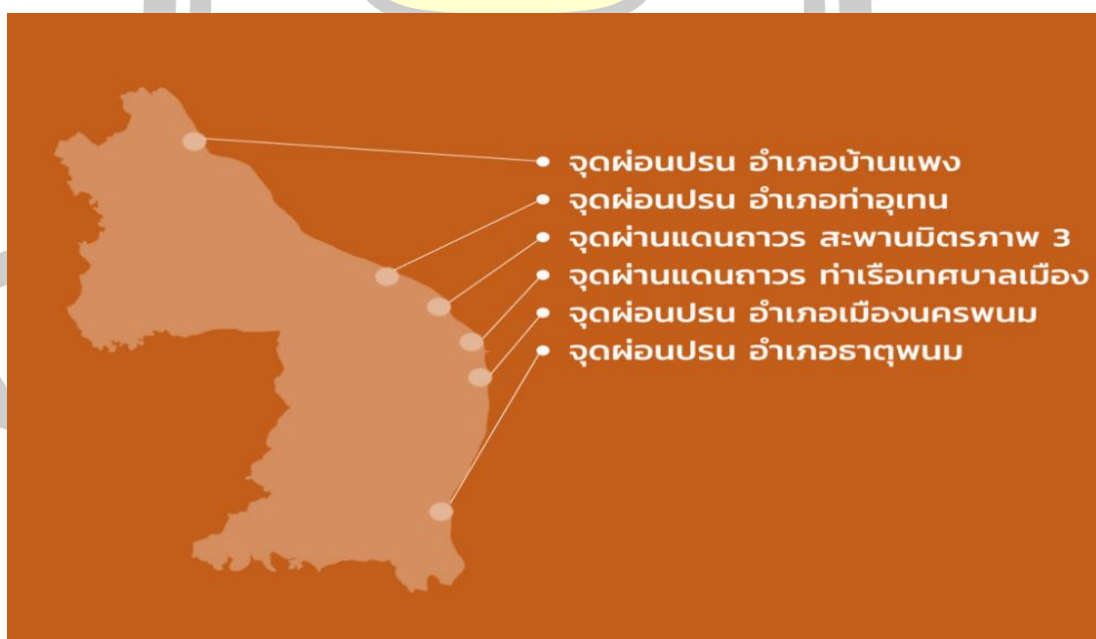 จุดผ่อนปรน อำเภอบ้านแพง
จุดผ่อนปรน อำเภอท่าอุเทน
จุดผ่านแดนถาวร สะพานมิตรภาพ 3
จุดผ่านแดนถาวร ท่าเรือเทศบาลเมือง
จุดผ่อนปรน อำเภอเมืองนครพนม
จุดผ่อนปรน อำเภอธาตุพนม